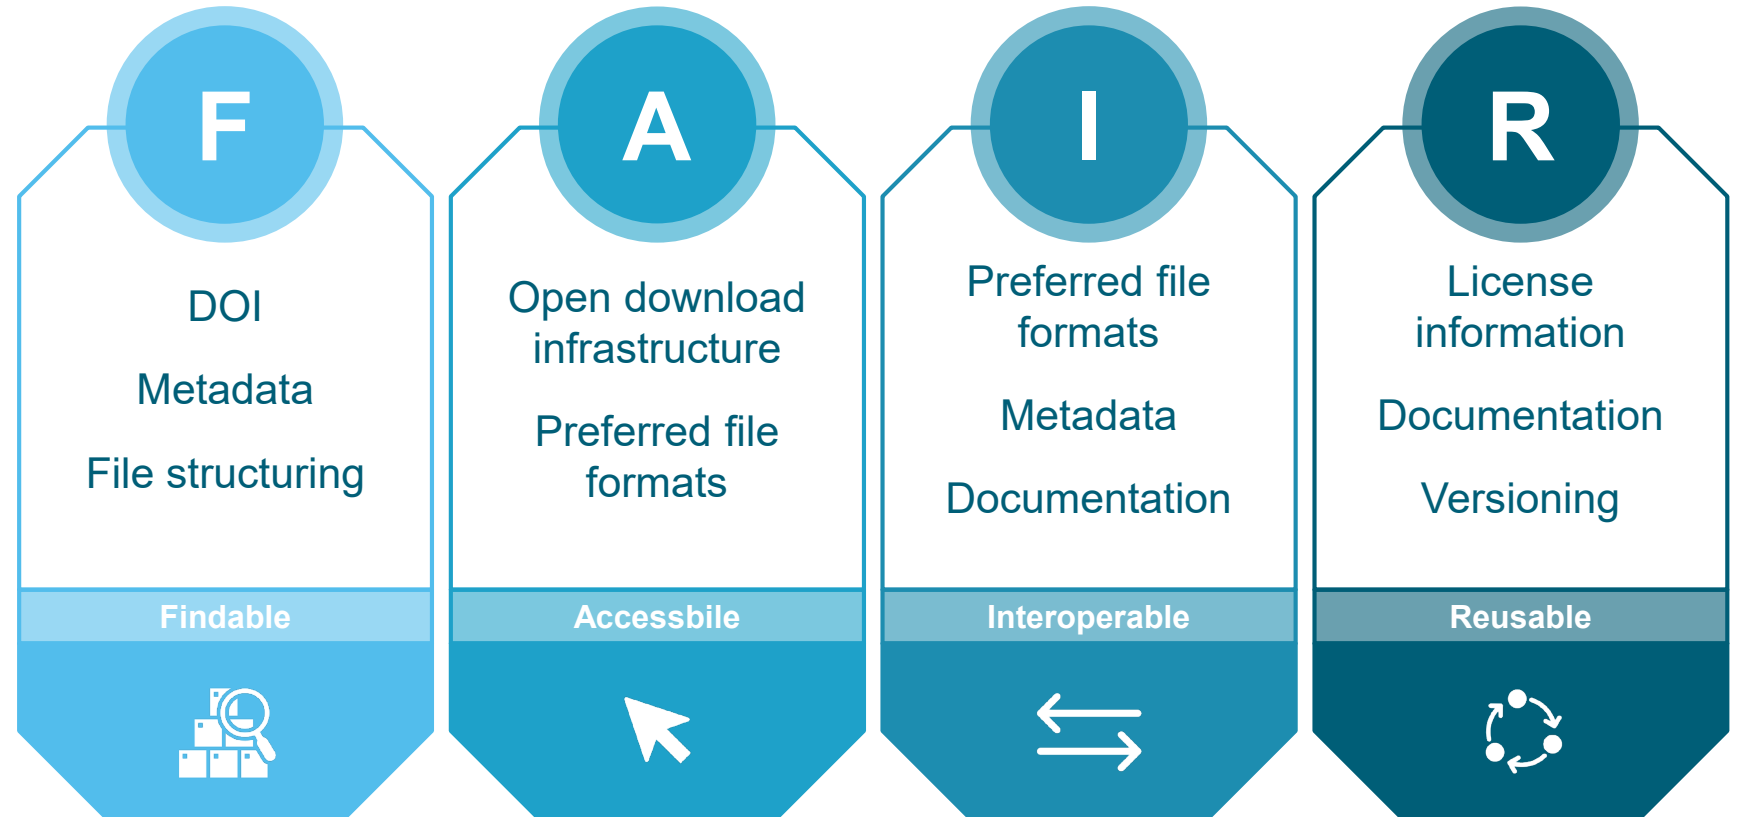 F
DOI
Metadata
File structuring
Findable
A
Open download
infrastructure
Preferred file
formats
Accessbile
I
Preferred file
formats
Metadata
Documentation
Interoperable
R
License
information
Documentation
Versioning
Reusable